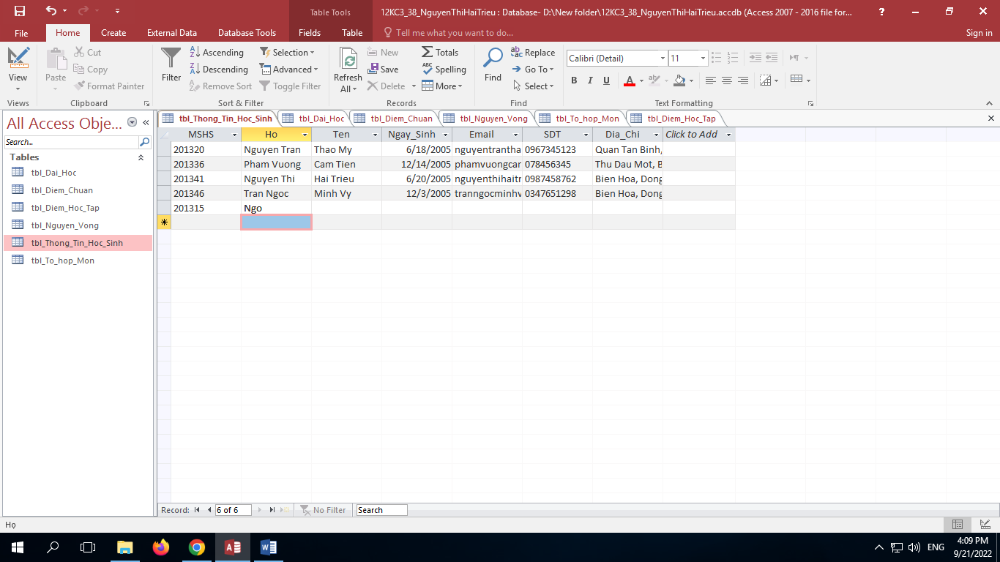 Table Tools
12KC3_38_NguyenThiHaiTrieu : Database- D:\New folder\12KC3_38_NguyenThiHaiTrieu.accdb (Access 2007 - 2016 file for...
?
File Home Create External Data Database Tools Fields Table Tell me what you want to do... Sign in
View
Views
Paste
Cut
Copy
Format Painter
Clipboard
Filter
Ascending
Descending
Remove Sort
Selection
Advanced
Toggle Filter
Sort & Filter
Refresh
All
New
Save
Delete
Totals
Spelling
More
Records
Find
Replace
Go To
Select
Find
Calibri (Detail) 11
B I U A ab
Text Formatting
All Access Obje...
Search...
Tables
tbl_Dai_Hoc
tbl_Diem_Chuan
tbl_Diem_Hoc_Tap
tbl_Nguyen_Vong
tbl_Thong_Tin_Hoc_Sinh
tbl_To_hop_Mon
tbl_Thong_Tin_Hoc_Sinh tbl_Dai_Hoc tbl_Diem_Chuan tbl_Nguyen_Vong tbl_To_hop_Mon tbl_Diem_Hoc_Tap
MSHS Ho Ten Ngay_Sinh Email SDT Dia_Chi Click to Add
201320 Nguyen Tran Thao My 6/18/2005 nguyentrantha 0967345123 Quan Tan Binh,
201336 Pham Vuong Cam Tien 12/14/2005 phamvuongcam 078456345 Thu Dau Mot, B
201341 Nguyen Thi Hai Trieu 6/20/2005 nguyenthihaitr 0987458762 Bien Hoa, Dong
201346 Tran Ngoc Minh Vy 12/3/2005 tranngocminhv 0347651298 Bien Hoa, Dong
201315 Ngo
Record: 6 of 6 No Filter Search
Họ
ENG
4:09 PM
9/21/2022